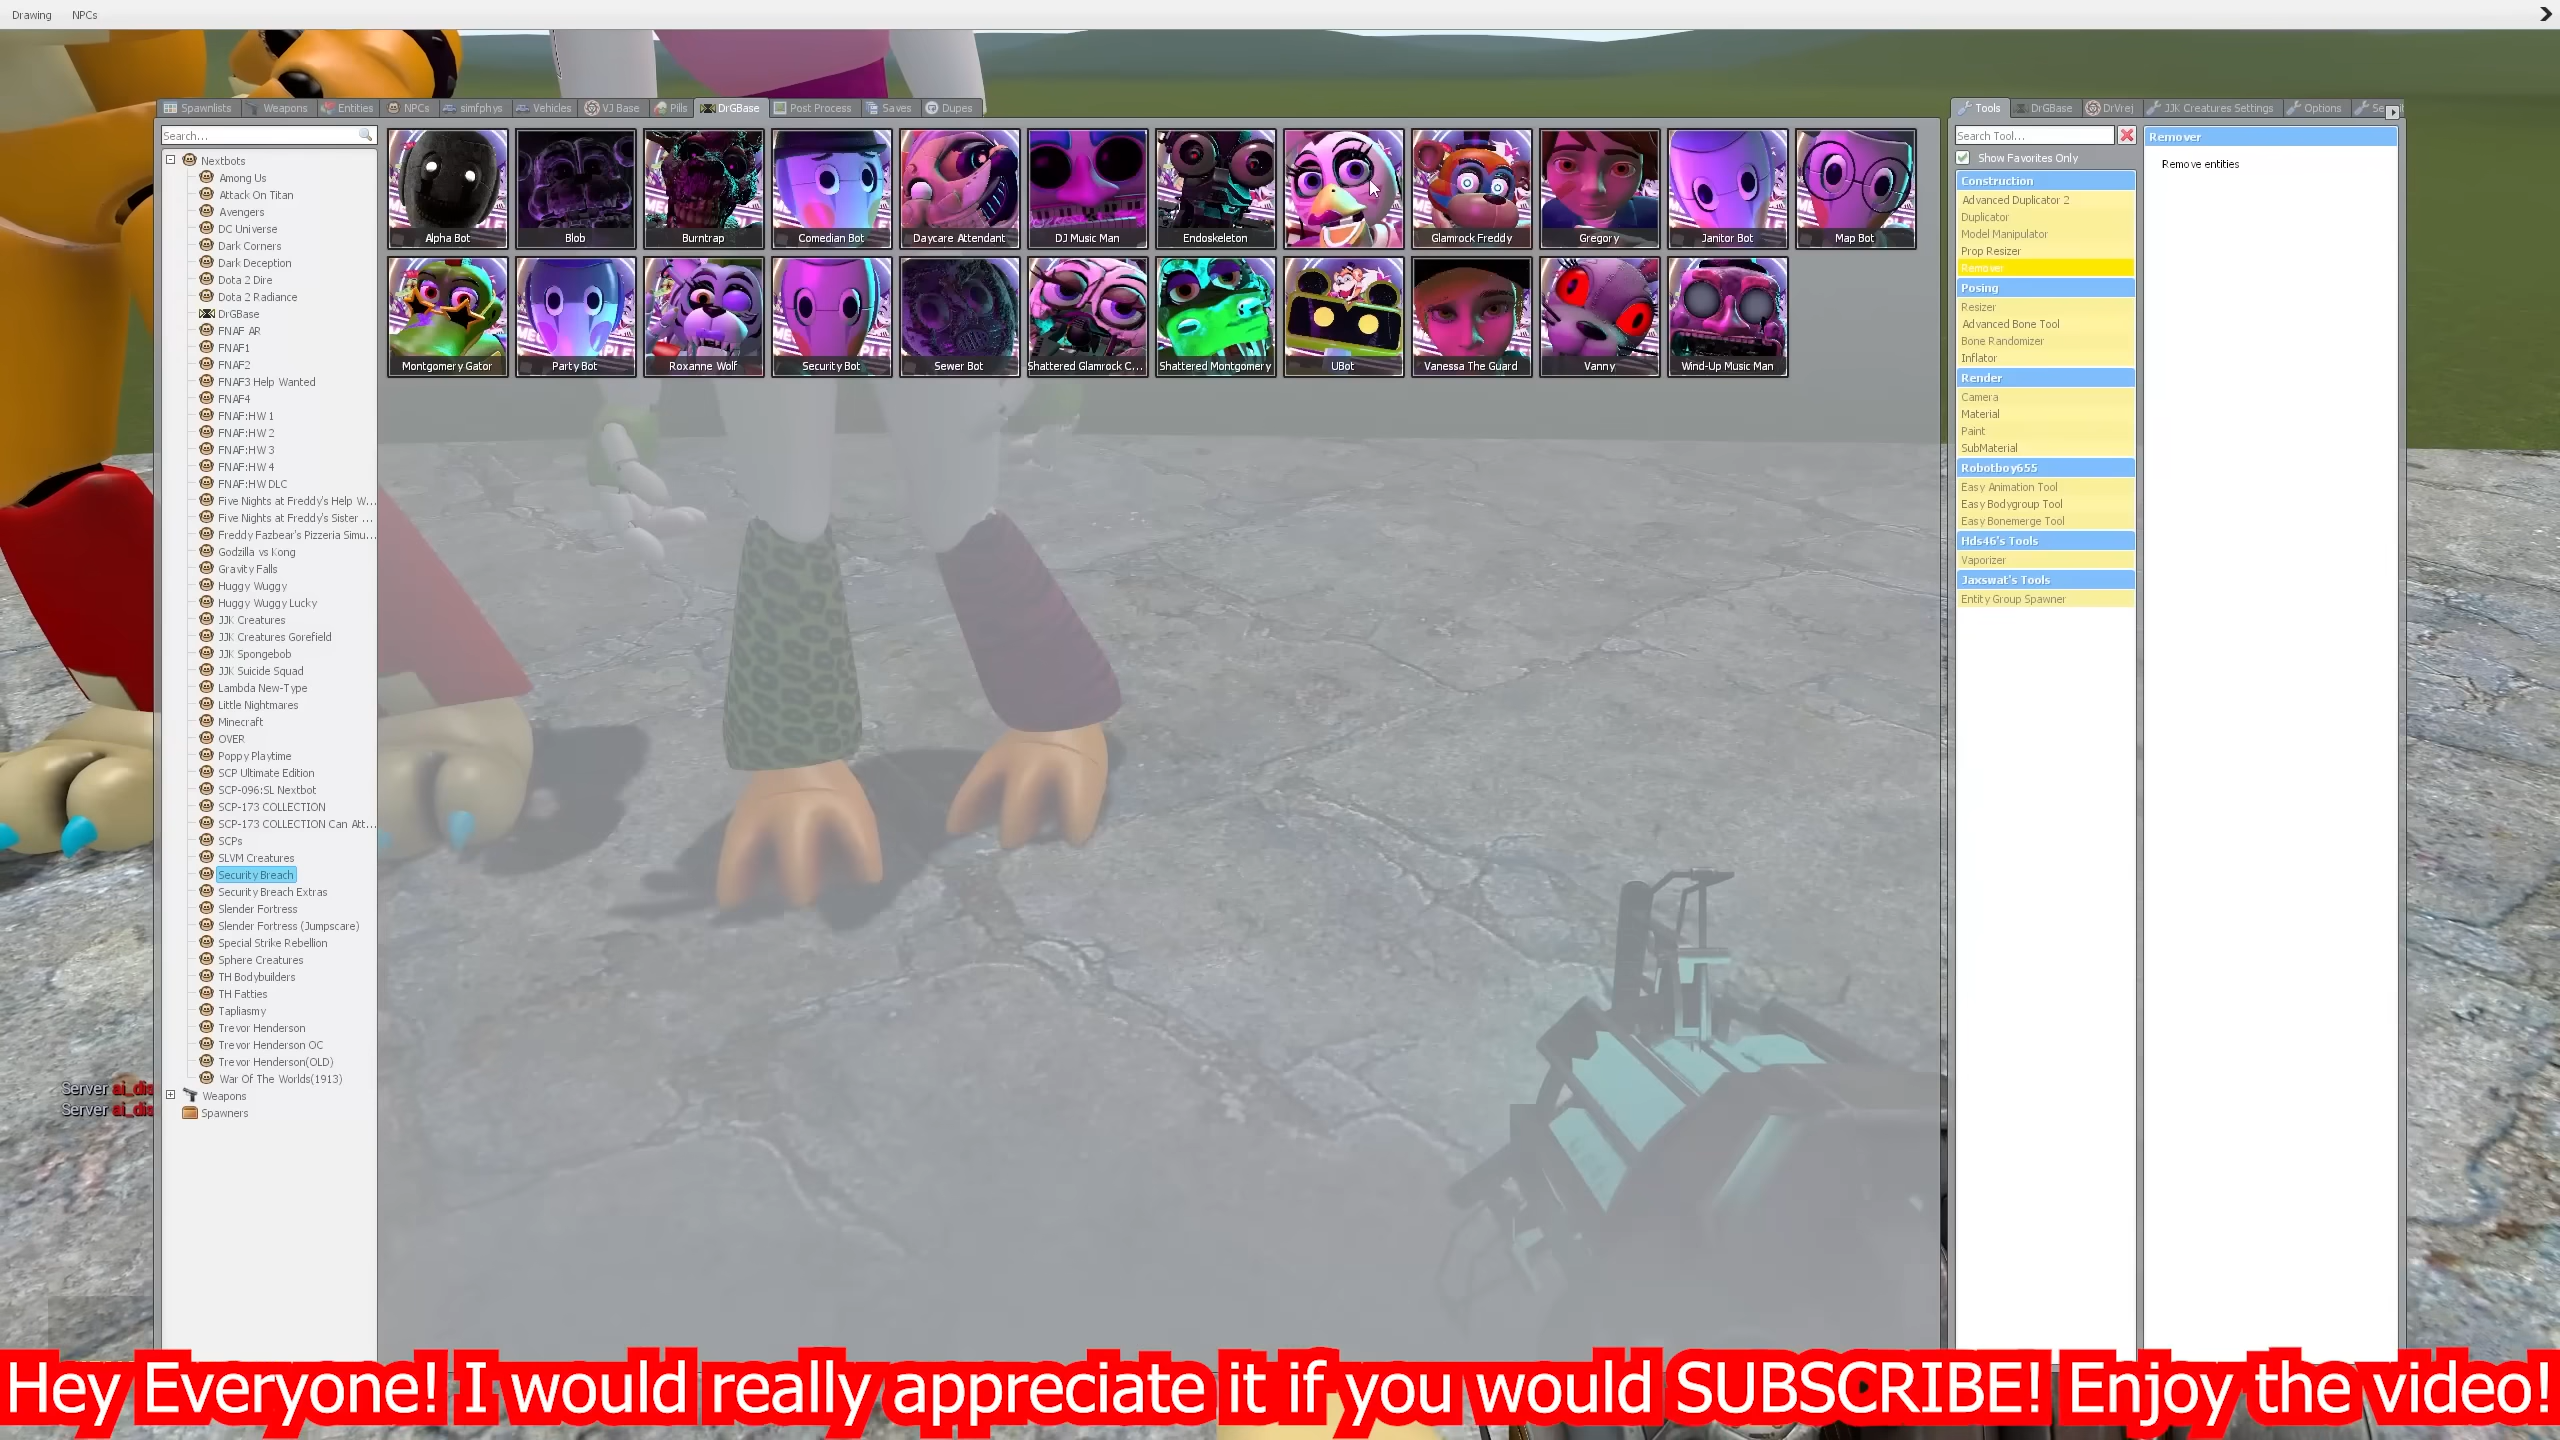 Drawing NPCs
Spawnlists Weapons Entities NPCs simfphys Vehicles VJ Base Pills DrGBase Post Process Saves Dupes
Search...
Nextbots
Among Us
Attack On Titan
Avengers
DC Universe
Dark Corners
Dark Deception
Dota 2 Dire
Dota 2 Radiance
DrGBase
FNAF AR
FNAF1
FNAF2
FNAF3 Help Wanted
FNAF4
FNAF:HW 1
FNAF:HW 2
FNAF:HW 3
FNAF:HW 4
FNAF:HW DLC
Five Nights at Freddy's Help W...
Five Nights at Freddy's Sister ...
Freddy Fazbear's Pizzeria Simu...
Godzilla vs Kong
Gravity Falls
Huggy Wuggy
Huggy Wuggy Lucky
JJK Creatures
JJK Creatures Gorefield
JJK Spongebob
JJK Suicide Squad
Lambda New-Type
Little Nightmares
Minecraft
OVER
Poppy Playtime
SCP Ultimate Edition
SCP-096:SL Nextbot
SCP-173 COLLECTION
SCP-173 COLLECTION Can Att...
SCPs
SLVM Creatures
Security Breach
Security Breach Extras
Slender Fortress
Slender Fortress (Jumpscare)
Special Strike Rebellion
Sphere Creatures
TH Bodybuilders
TH Fatties
Tapliasmy
Trevor Henderson
Trevor Henderson OC
Trevor Henderson(OLD)
War Of The Worlds(1913)
Weapons
Spawners
Server ai_dis
Server ai_dis
Alpha Bot Blob Burntrap Comedian Bot Daycare Attendant DJ Music Man Endoskeleton Glamrock Freddy Gregory Janitor Bot Map Bot
Montgomery Gator Party Bot Roxanne Wolf Security Bot Sewer Bot Shattered Glamrock C... Shattered Montgomery UBot Vanessa The Guard Vanny Wind-Up Music Man
Tools DrGBase DrVrej JJK Creatures Settings Options
Search Tool...
Show Favorites Only
Construction
Advanced Duplicator 2
Duplicator
Model Manipulator
Prop Resizer
Remover
Posing
Resizer
Advanced Bone Tool
Bone Randomizer
Inflator
Render
Camera
Material
Paint
SubMaterial
Robotboy655
Easy Animation Tool
Easy Bodygroup Tool
Easy Bonemerge Tool
Hds46's Tools
Vaporizer
Jaxswat's Tools
Entity Group Spawner
Remover
Remove entities
Hey Everyone! I would really appreciate it if you would SUBSCRIBE! Enjoy the video!